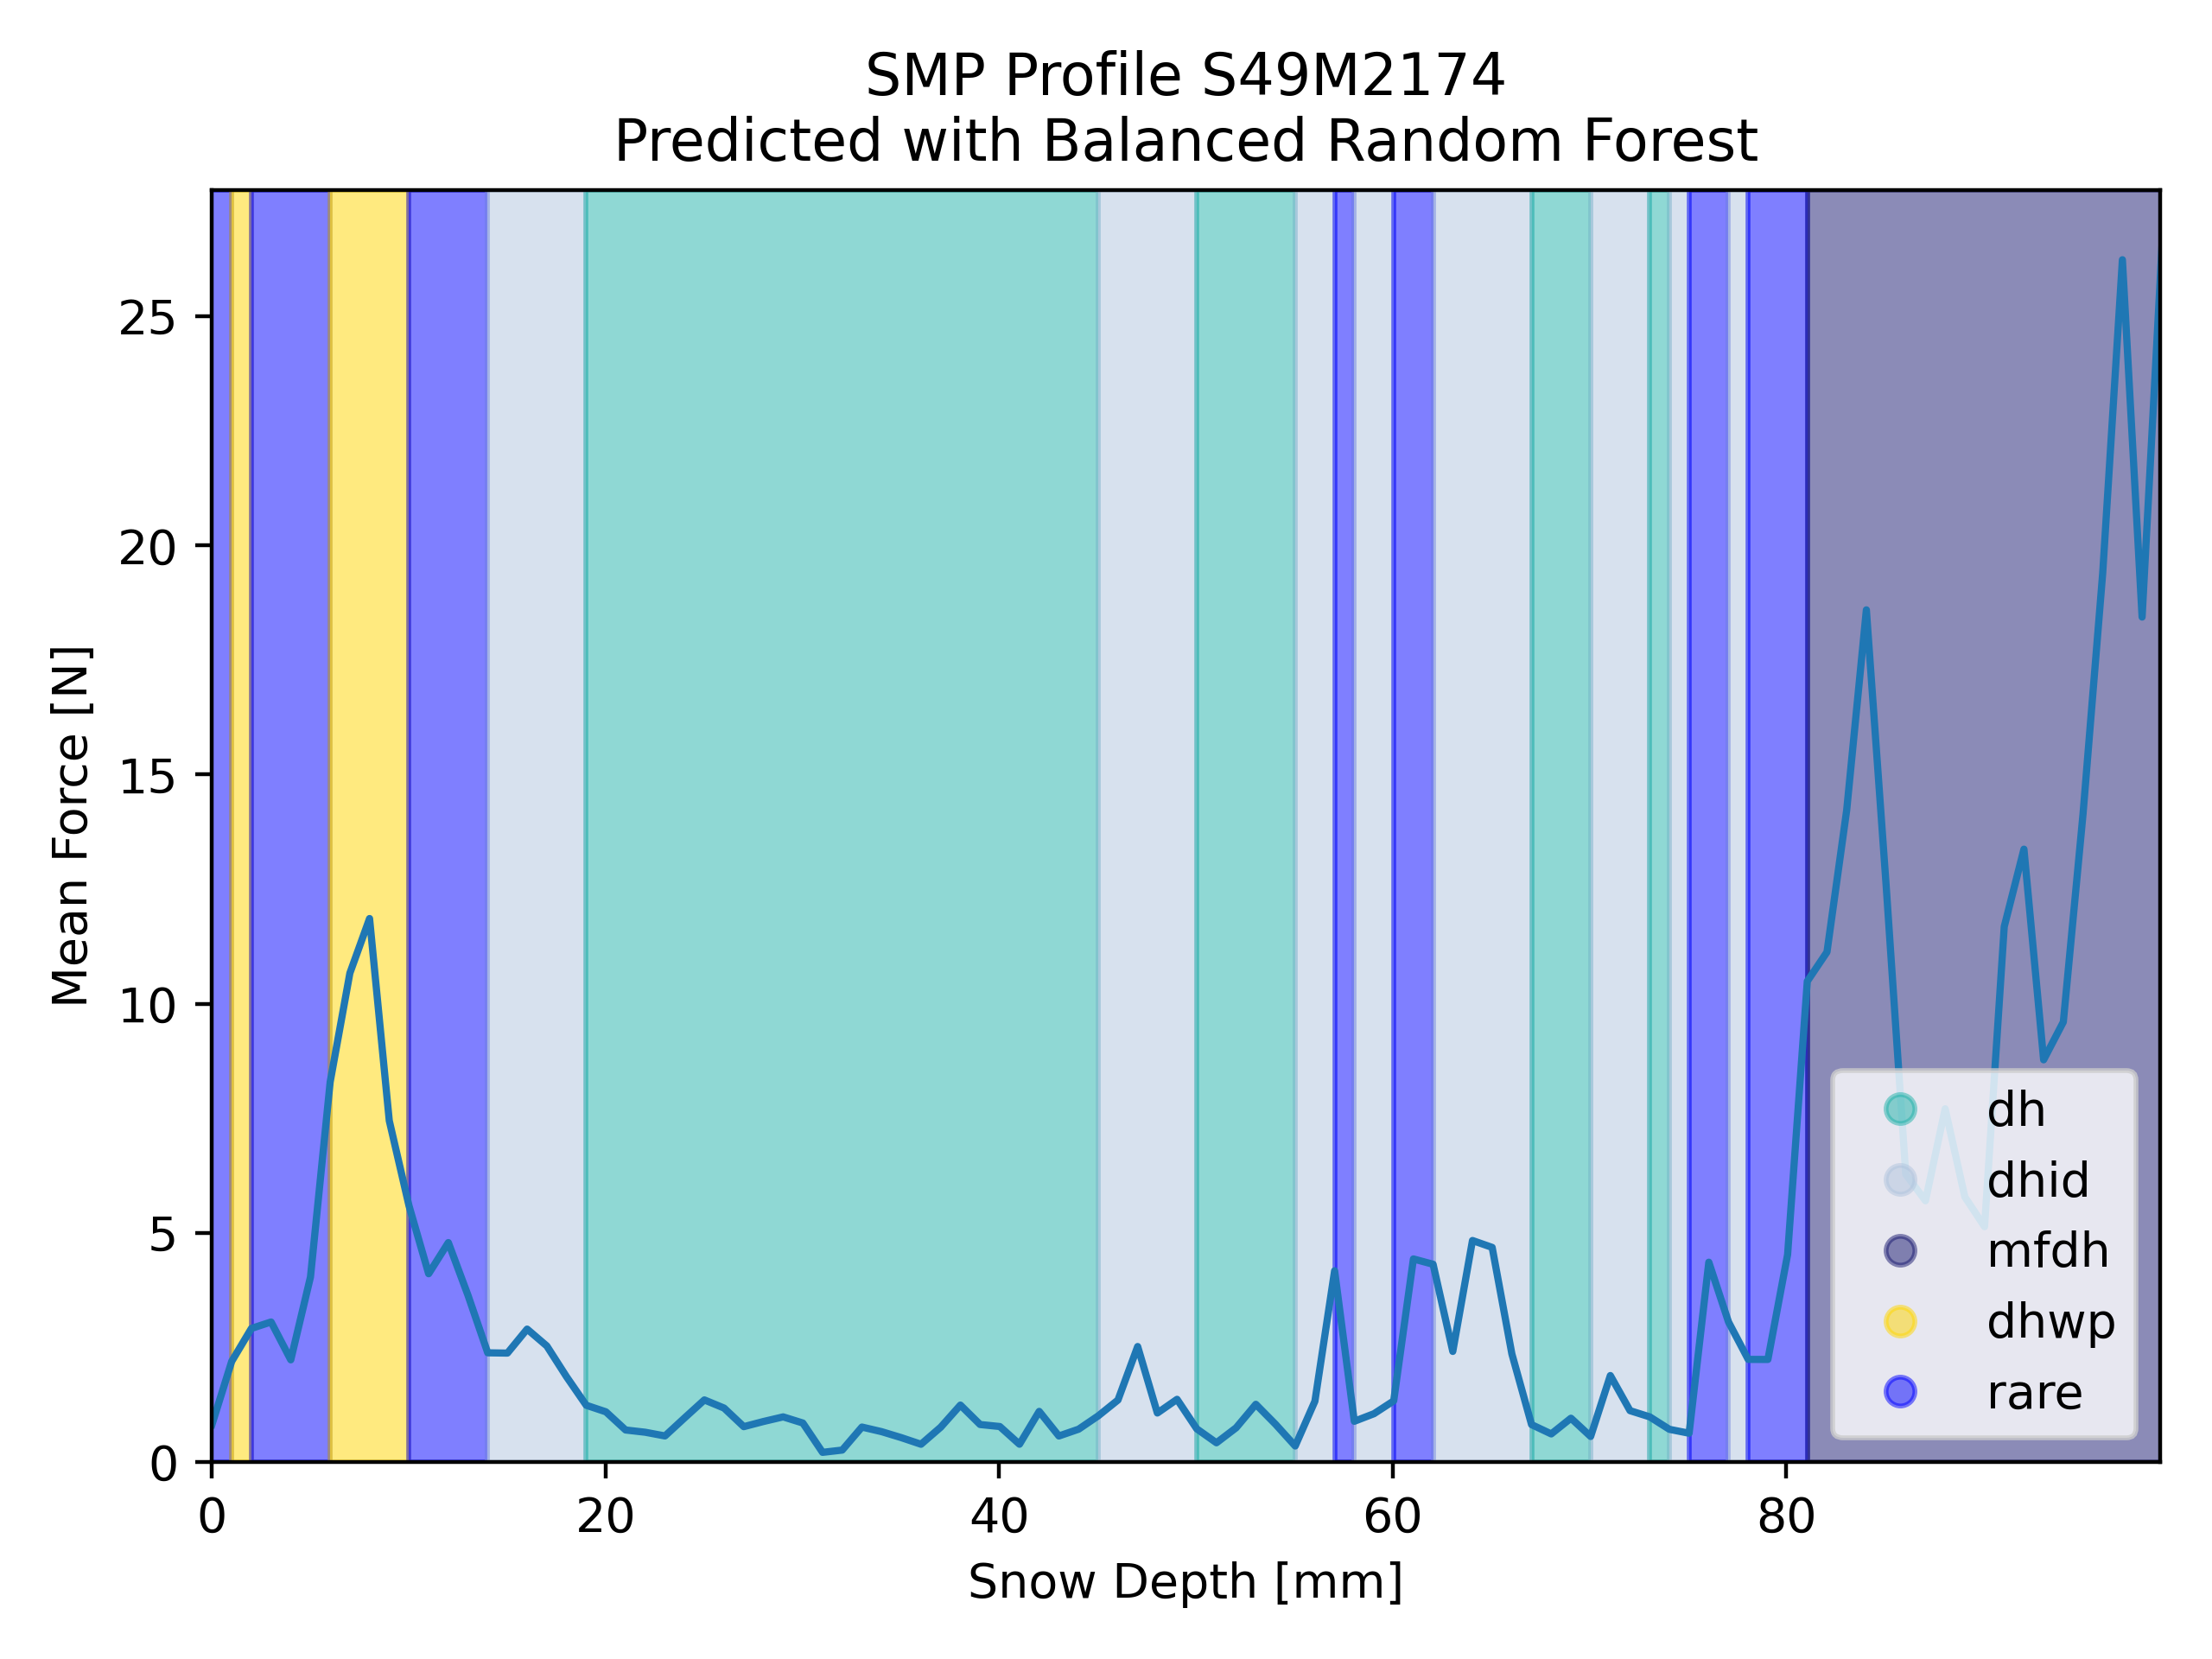 SMP Profile S49M2174
Predicted with Balanced Random Forest
Mean Force [N]
25
20
15
10
5
0
0 20 40 60 80
Snow Depth [mm]
dh
dhid
mfdh
dhwp
rare